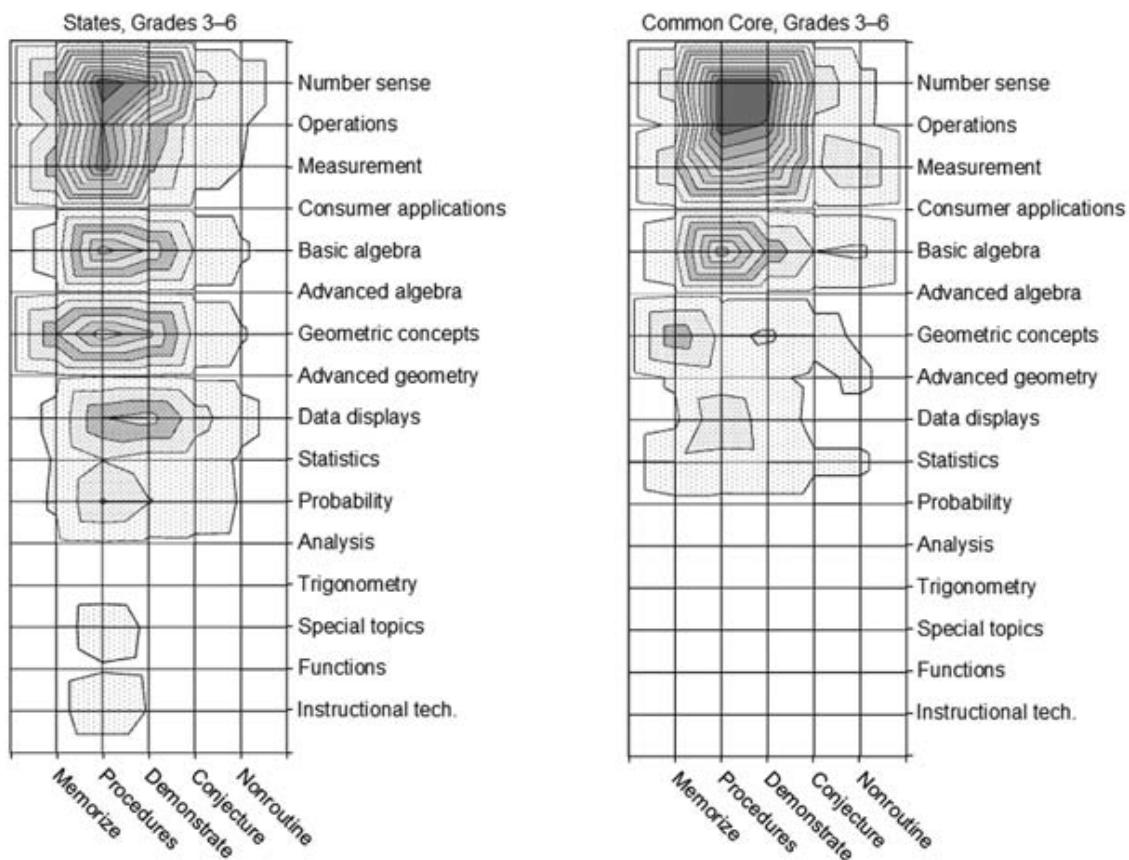 States, Grades 3–6
Number sense
Operations
Measurement
Consumer applications
Basic algebra
Advanced algebra
Geometric concepts
Advanced geometry
Data displays
Statistics
Probability
Analysis
Trigonometry
Special topics
Functions
Instructional tech.
Memorize
Procedures
Demonstrate
Conjecture
Nonroutine
Common Core, Grades 3–6
Number sense
Operations
Measurement
Consumer applications
Basic algebra
Advanced algebra
Geometric concepts
Advanced geometry
Data displays
Statistics
Probability
Analysis
Trigonometry
Special topics
Functions
Instructional tech.
Memorize
Procedures
Demonstrate
Conjecture
Nonroutine